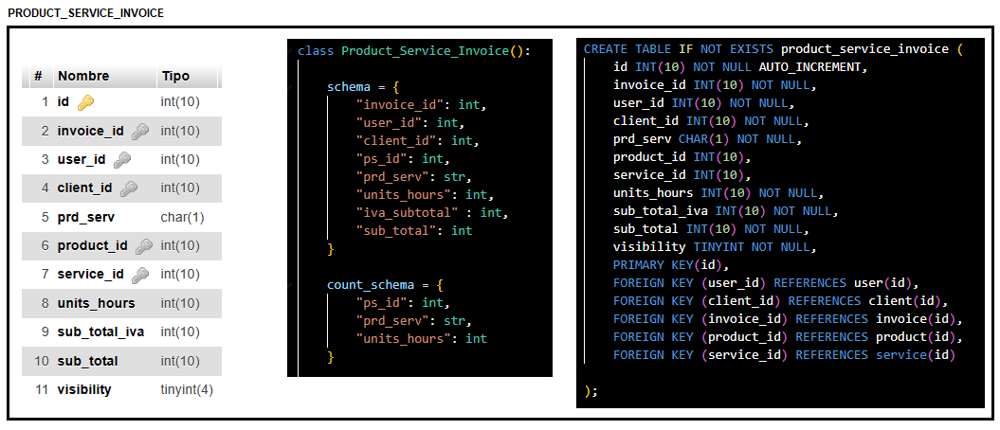 PRODUCT_SERVICE_INVOICE
# Nombre Tipo
1 id int(10)
2 invoice_id int(10)
3 user_id int(10)
4 client_id int(10)
5 prd_serv char(1)
6 product_id int(10)
7 service_id int(10)
8 units_hours int(10)
9 sub_total_iva int(10)
10 sub_total int(10)
11 visibility tinyint(4)
class Product_Service_Invoice():
schema = {
"invoice_id": int,
"user_id": int,
"client_id": int,
"ps_id": int,
"prd_serv": str,
"units_hours": int,
"iva_subtotal" : int,
"sub_total": int
}
count_schema = {
"ps_id": int,
"prd_serv": str,
"units_hours": int
}
CREATE TABLE IF NOT EXISTS product_service_invoice (
id INT(10) NOT NULL AUTO_INCREMENT,
invoice_id INT(10) NOT NULL,
user_id INT(10) NOT NULL,
client_id INT(10) NOT NULL,
prd_serv CHAR(1) NOT NULL,
product_id INT(10),
service_id INT(10),
units_hours INT(10) NOT NULL,
sub_total_iva INT(10) NOT NULL,
sub_total INT(10) NOT NULL,
visibility TINYINT NOT NULL,
PRIMARY KEY(id),
FOREIGN KEY (user_id) REFERENCES user(id),
FOREIGN KEY (client_id) REFERENCES client(id),
FOREIGN KEY (invoice_id) REFERENCES invoice(id),
FOREIGN KEY (product_id) REFERENCES product(id),
FOREIGN KEY (service_id) REFERENCES service(id)
);